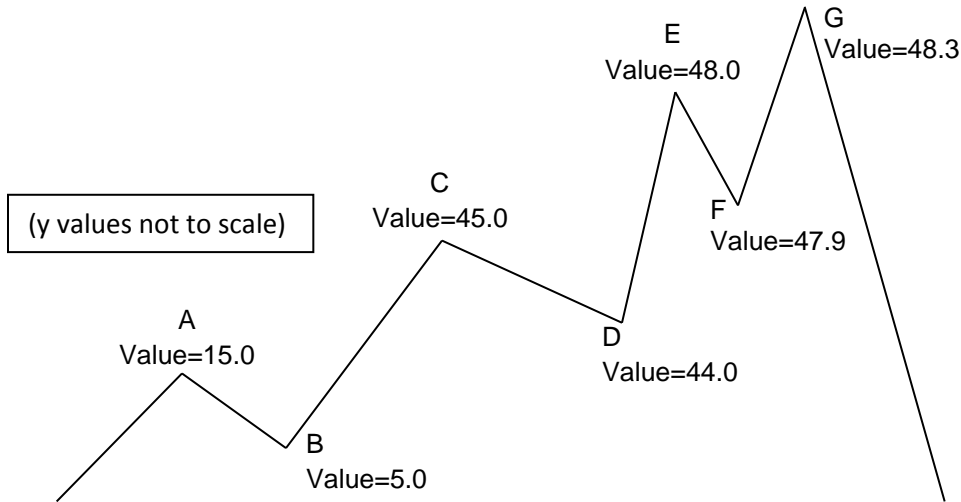 G
Value=48.3
E
Value=48.0
C
Value=45.0
F
Value=47.9
(y values not to scale)
A
Value=15.0
D
Value=44.0
B
Value=5.0